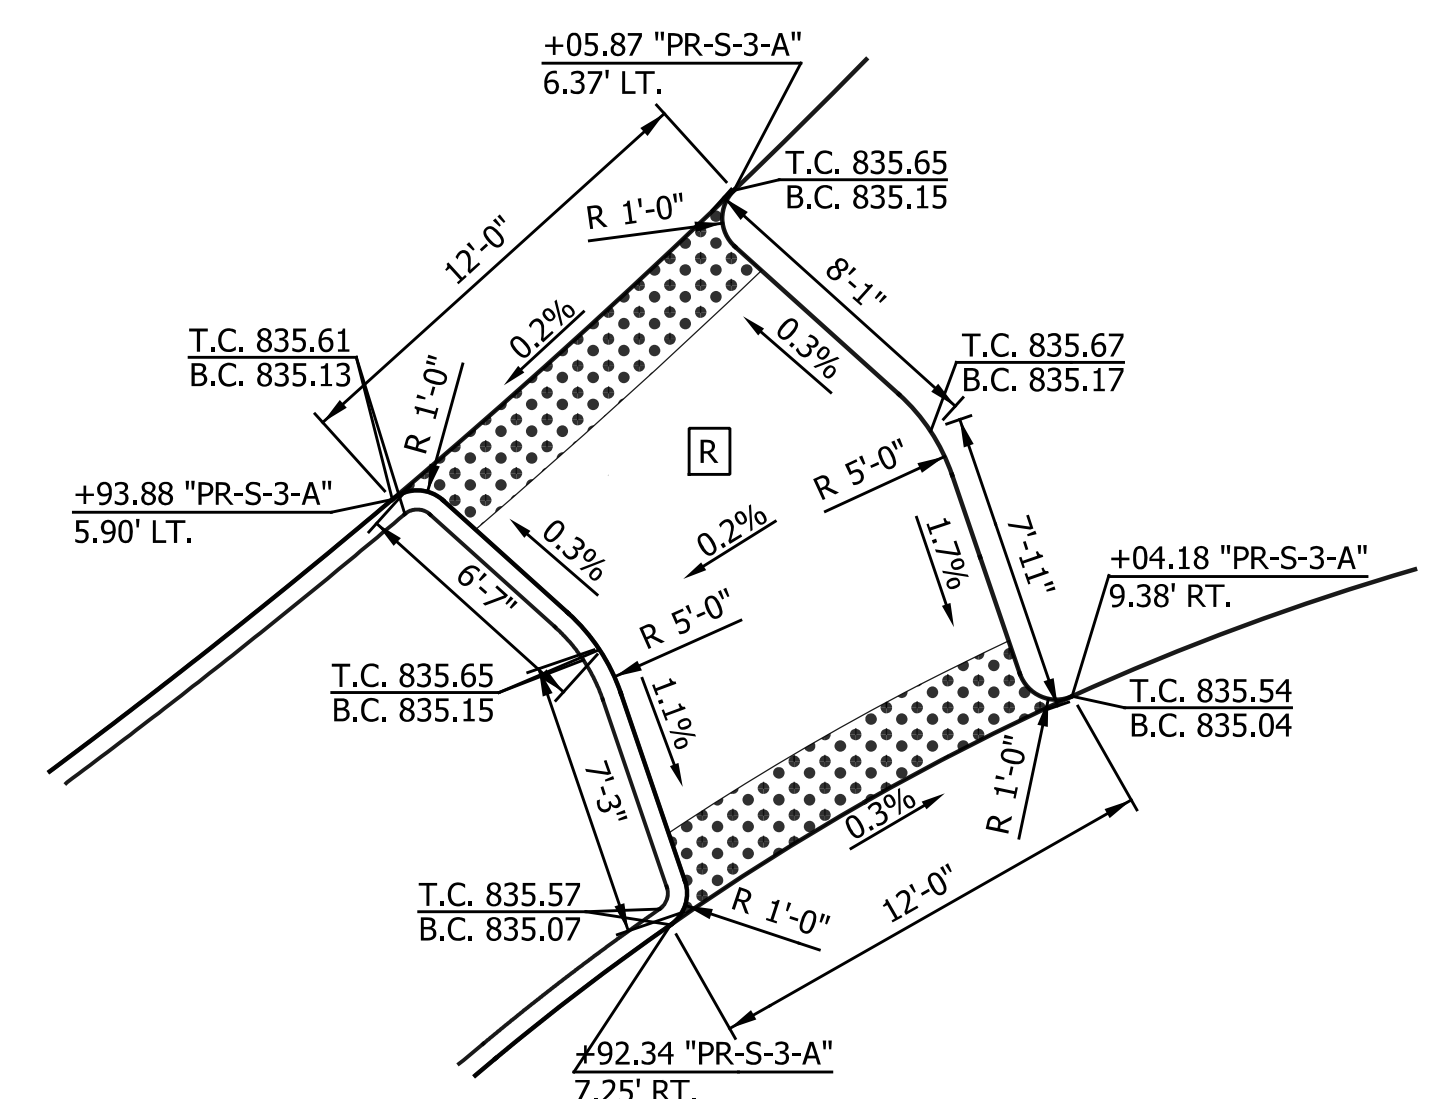 +05.87 "PR-S-3-A"
6.37' LT.
T.C. 835.65
B.C. 835.15
R 1'-0"
12'-0"
8'-1"
0.2%
0.3%
T.C. 835.61
B.C. 835.13
R 1'-0"
T.C. 835.67
B.C. 835.17
R
R 5'-0"
+93.88 "PR-S-3-A"
5.90' LT.
0.3%
0.2%
1.7%
7'-11"
+04.18 "PR-S-3-A"
9.38' RT.
6'-7"
R 5'-0"
T.C. 835.65
B.C. 835.15
1.1%
T.C. 835.54
B.C. 835.04
7'-3"
0.3%
R 1'-0"
T.C. 835.57
B.C. 835.07
R 1'-0"
12'-0"
+92.34 "PR-S-3-A"
7.25' RT.